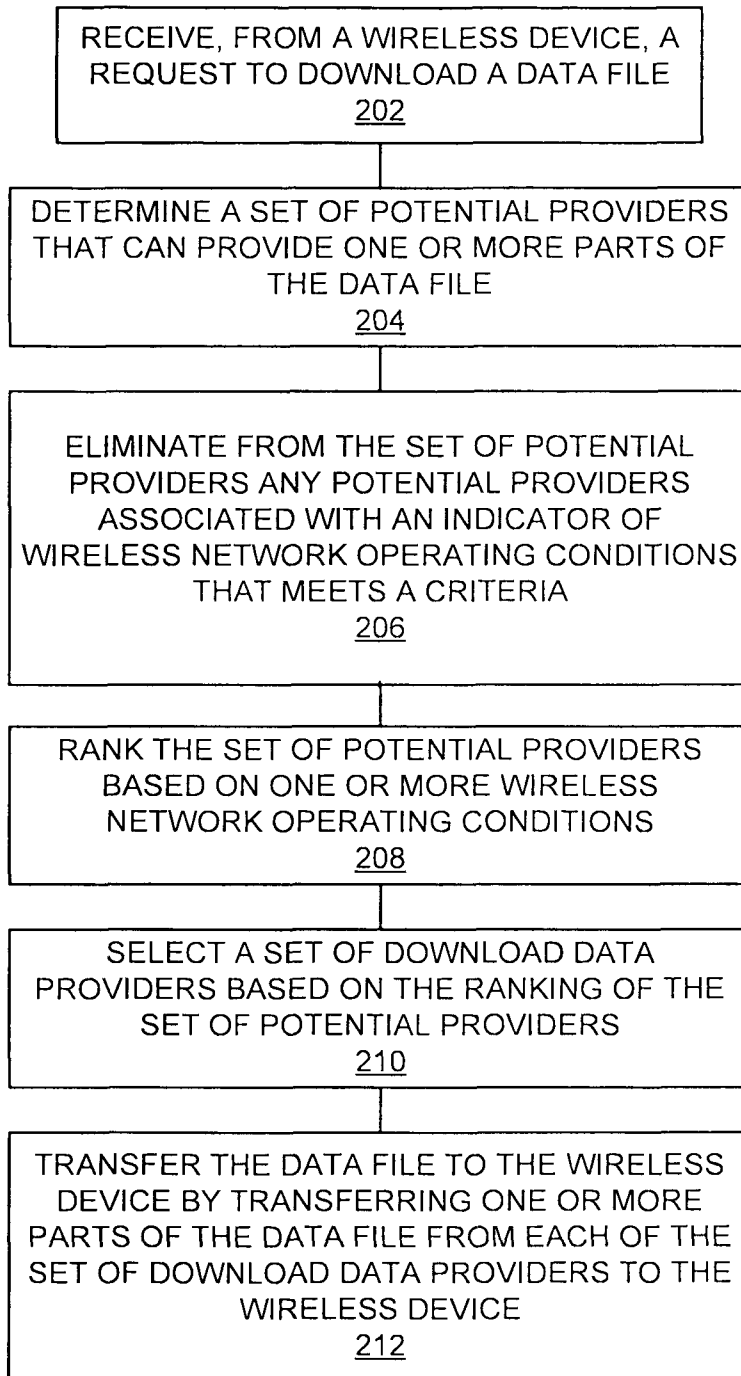 RECEIVE, FROM A WIRELESS DEVICE, A
REQUEST TO DOWNLOAD A DATA FILE
202
DETERMINE A SET OF POTENTIAL PROVIDERS
THAT CAN PROVIDE ONE OR MORE PARTS OF
THE DATA FILE
204
ELIMINATE FROM THE SET OF POTENTIAL
PROVIDERS ANY POTENTIAL PROVIDERS
ASSOCIATED WITH AN INDICATOR OF
WIRELESS NETWORK OPERATING CONDITIONS
THAT MEETS A CRITERIA
206
RANK THE SET OF POTENTIAL PROVIDERS
BASED ON ONE OR MORE WIRELESS
NETWORK OPERATING CONDITIONS
208
SELECT A SET OF DOWNLOAD DATA
PROVIDERS BASED ON THE RANKING OF THE
SET OF POTENTIAL PROVIDERS
210
TRANSFER THE DATA FILE TO THE WIRELESS
DEVICE BY TRANSFERRING ONE OR MORE
PARTS OF THE DATA FILE FROM EACH OF THE
SET OF DOWNLOAD DATA PROVIDERS TO THE
WIRELESS DEVICE
212